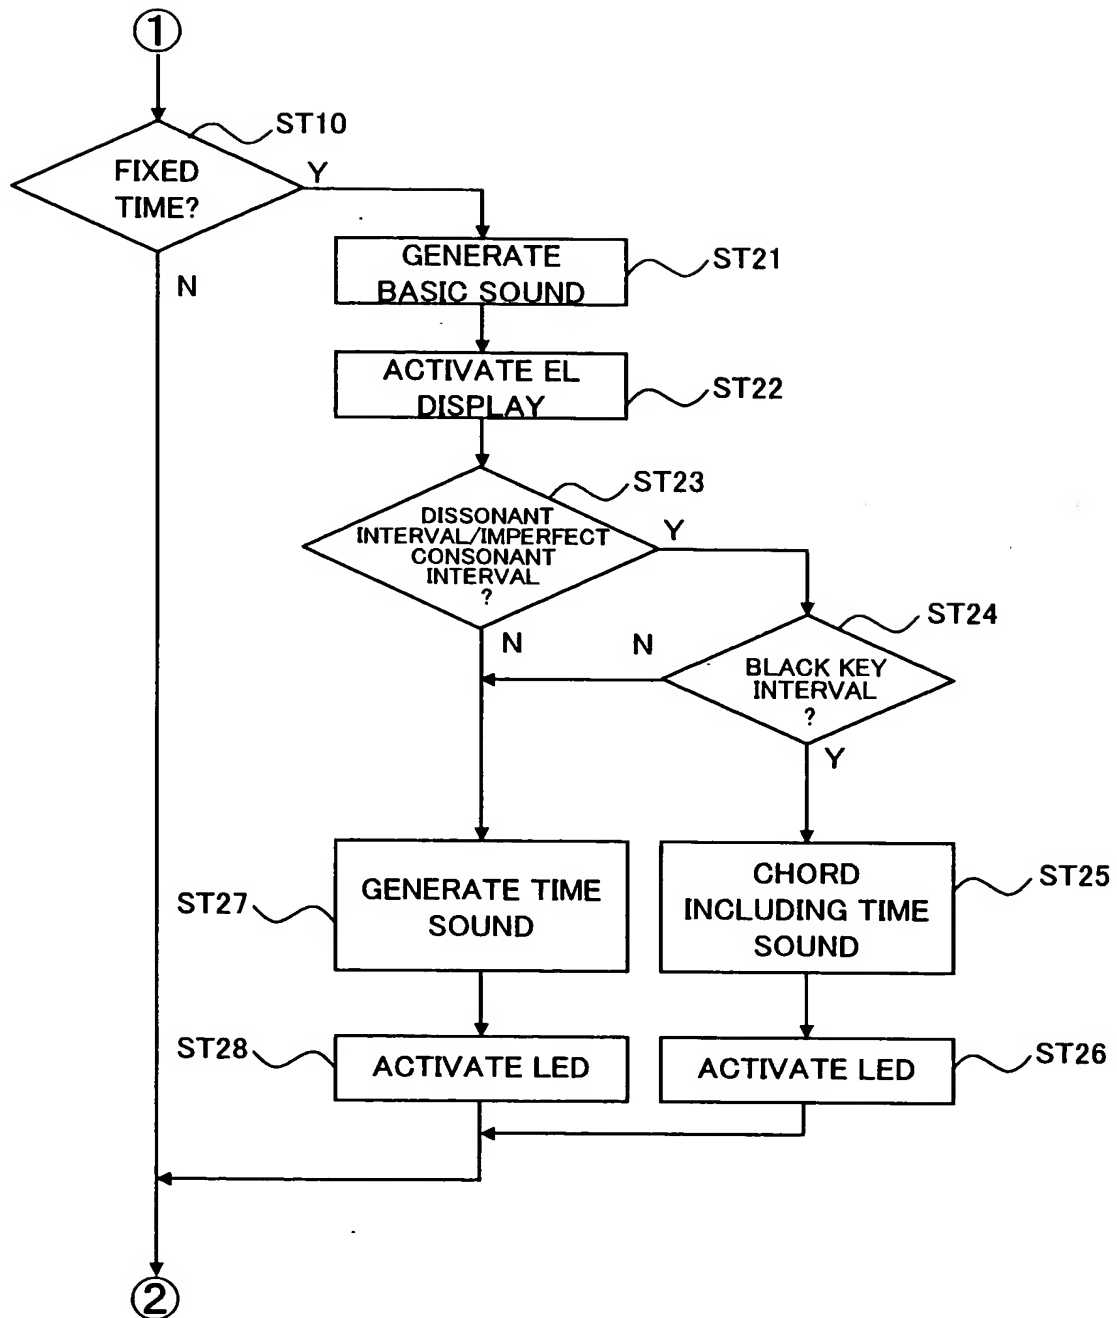 ①
ST10
FIXED
TIME?
Y
N
GENERATE
BASIC SOUND
ST21
ACTIVATE EL
DISPLAY
ST22
ST23
DISSONANT
INTERVAL/IMPERFECT
CONSONANT
INTERVAL
?
Y
N
ST24
BLACK KEY
INTERVAL
?
N
Y
ST27
GENERATE TIME
SOUND
CHORD
INCLUDING TIME
SOUND
ST25
ST28
ACTIVATE LED
ACTIVATE LED
ST26
②